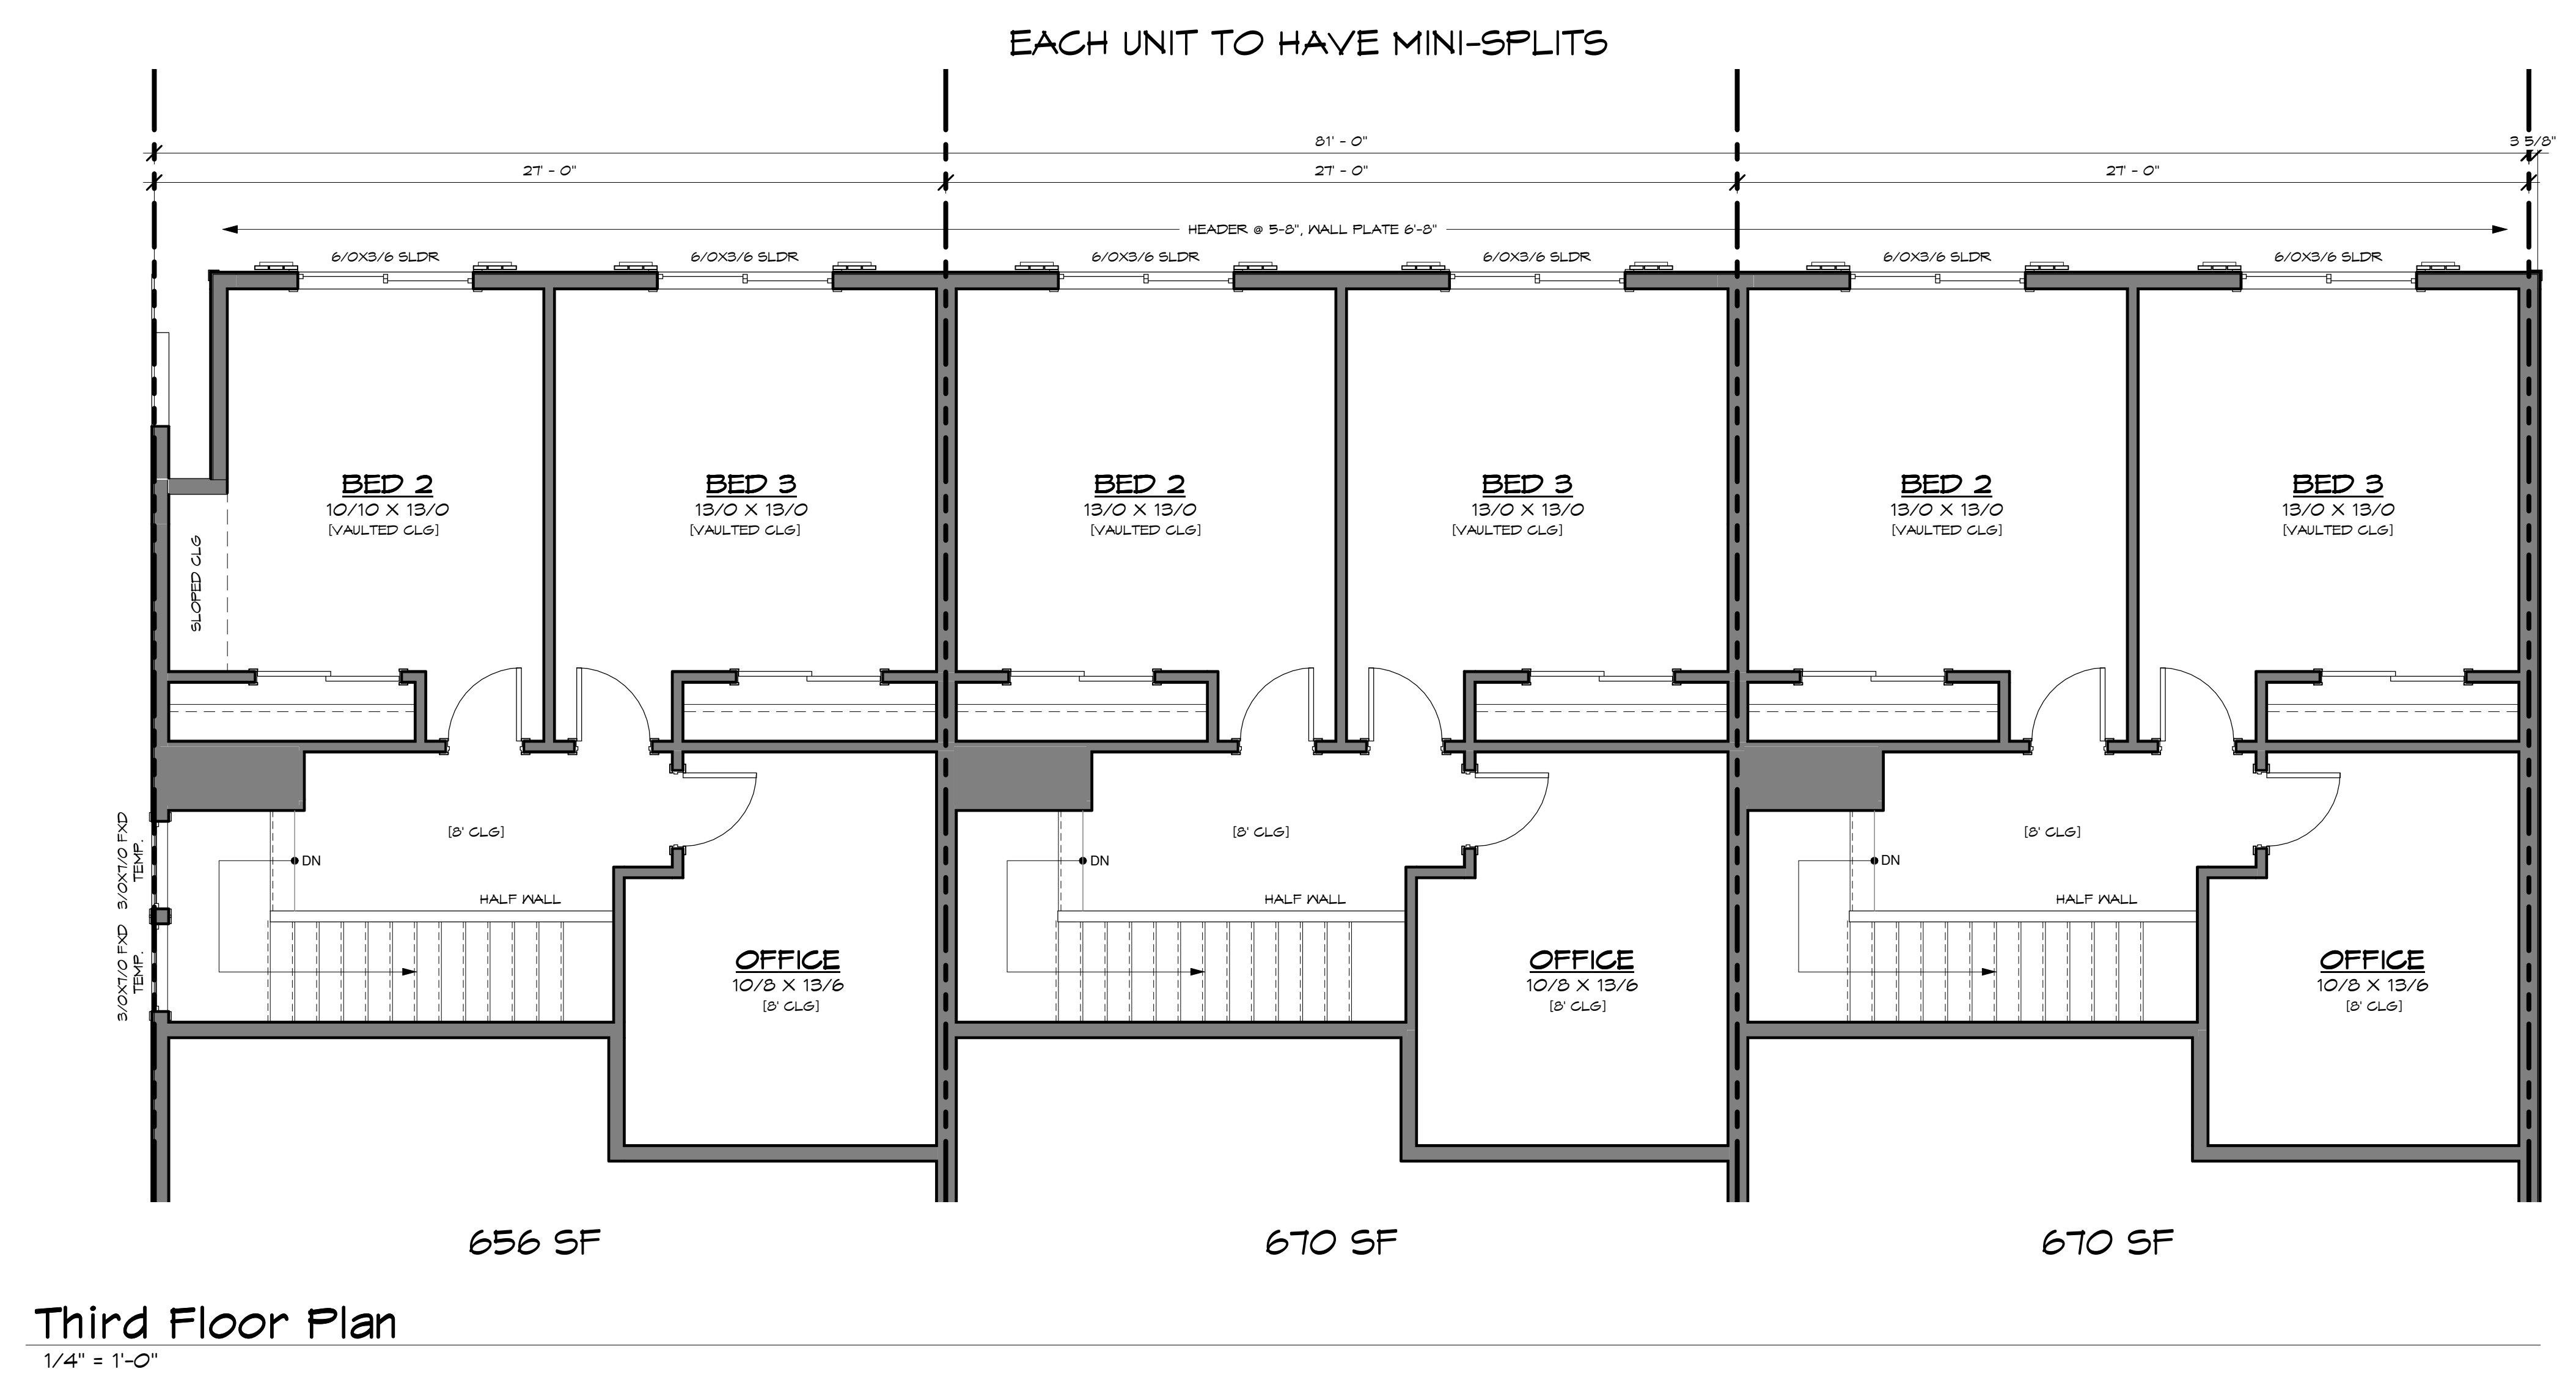 EACH UNIT TO HAVE MINI-SPLITS
81' - 0"
3 5/8"
27' - 0"
27' - 0"
27' - 0"
HEADER @ 5-8", WALL PLATE 6'-8"
6/0X3/6 SLDR
6/0X3/6 SLDR
6/0X3/6 SLDR
6/0X3/6 SLDR
6/0X3/6 SLDR
6/0X3/6 SLDR
BED 2
10/10 X 13/0
[VAULTED CLG]
BED 3
13/0 X 13/0
[VAULTED CLG]
BED 2
13/0 X 13/0
[VAULTED CLG]
BED 3
13/0 X 13/0
[VAULTED CLG]
BED 2
13/0 X 13/0
[VAULTED CLG]
BED 3
13/0 X 13/0
[VAULTED CLG]
SLOPED CLG
3/0X7/0 FXD
TEMP.
3/0X7/0 FXD
TEMP.
[8' CLG]
DN
HALF WALL
OFFICE
10/8 X 13/6
[8' CLG]
[8' CLG]
DN
HALF WALL
OFFICE
10/8 X 13/6
[8' CLG]
[8' CLG]
DN
HALF WALL
OFFICE
10/8 X 13/6
[8' CLG]
656 SF
670 SF
670 SF
Third Floor Plan
1/4" = 1'-0"